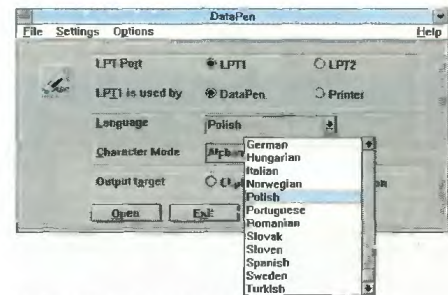 DataPen
File Settings Options Help
LPT Port LPT1 LPT2
LPT1 is used by DataPen Printer
Language Polish
Character Mode
Output target
Open Exit
German
Hungarian
Italian
Norwegian
Polish
Portuguese
Romanian
Slovak
Sloven
Spanish
Sweden
Turkish